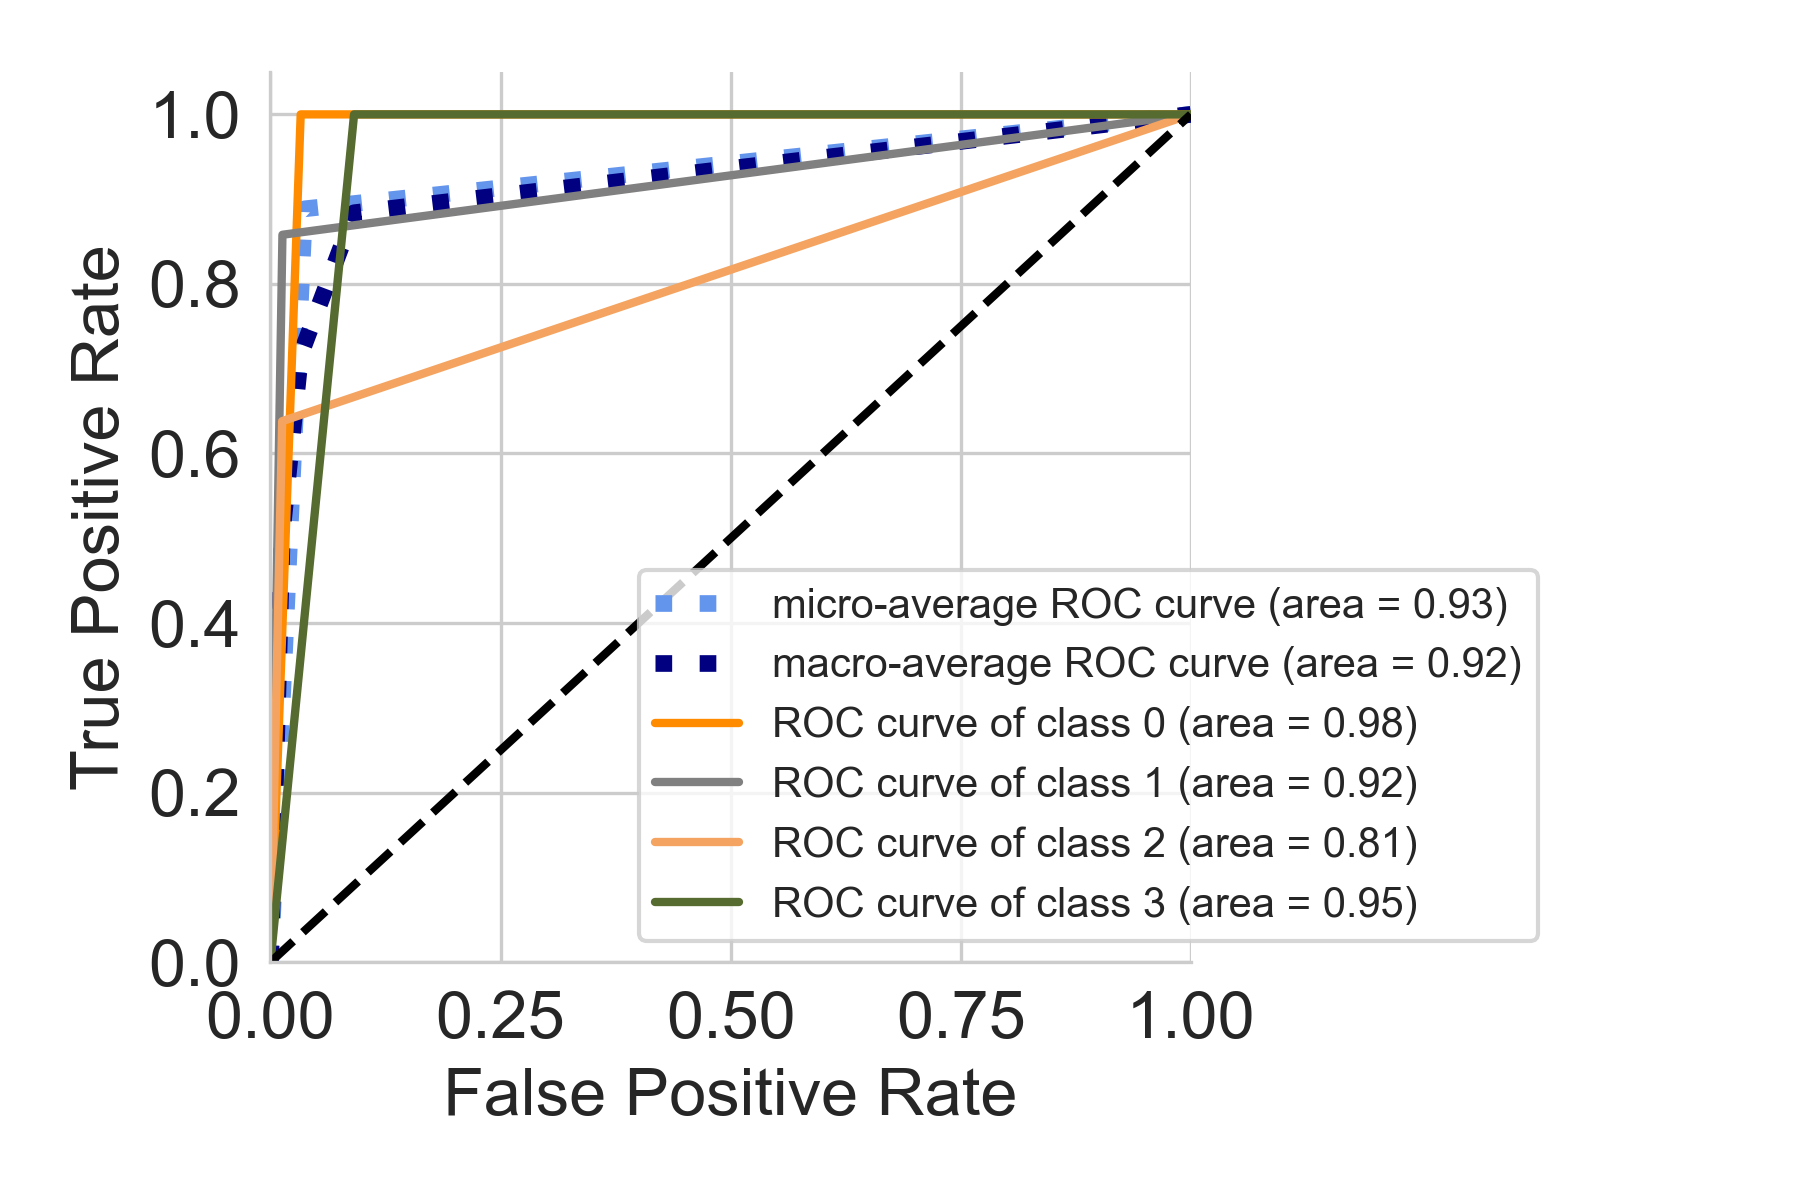 1.0
0.8
0.6
0.4
0.2
0.0
True Positive Rate
0.00 0.25 0.50 0.75 1.00
False Positive Rate
micro-average ROC curve (area = 0.93)
macro-average ROC curve (area = 0.92)
ROC curve of class 0 (area = 0.98)
ROC curve of class 1 (area = 0.92)
ROC curve of class 2 (area = 0.81)
ROC curve of class 3 (area = 0.95)